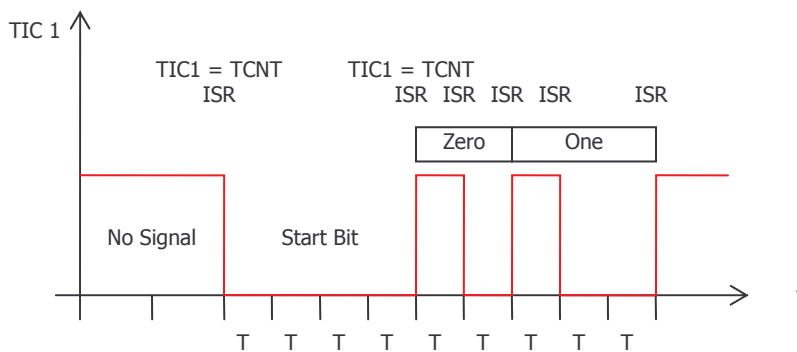 TIC 1
TIC1 = TCNT TIC1 = TCNT
ISR ISR ISR ISR ISR ISR
Zero One
No Signal Start Bit
T T T T T T T T T